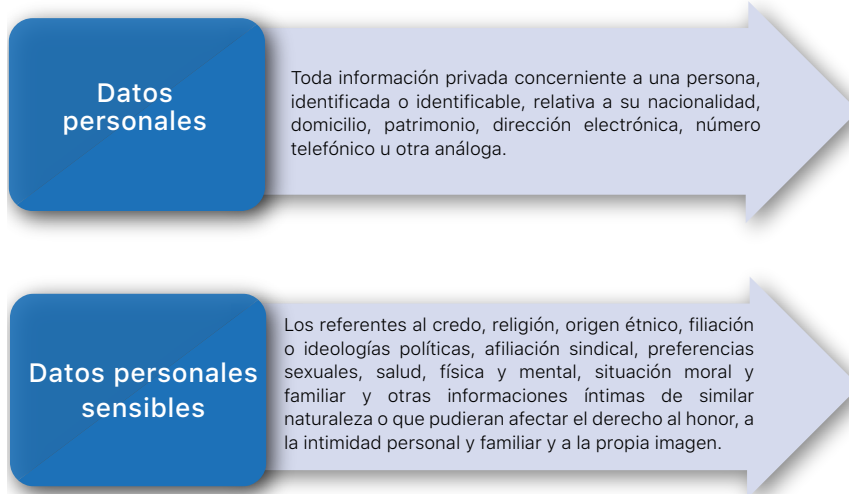 Datos
personales
Toda información privada concerniente a una persona,
identificada o identificable, relativa a su nacionalidad,
domicilio, patrimonio, dirección electrónica, número
telefónico u otra análoga.
Datos personales
sensibles
Los referentes al credo, religión, origen étnico, filiación
o ideologías políticas, afiliación sindical, preferencias
sexuales, salud, física y mental, situación moral y
familiar y otras informaciones íntimas de similar
naturaleza o que pudieran afectar el derecho al honor, a
la intimidad personal y familiar y a la propia imagen.